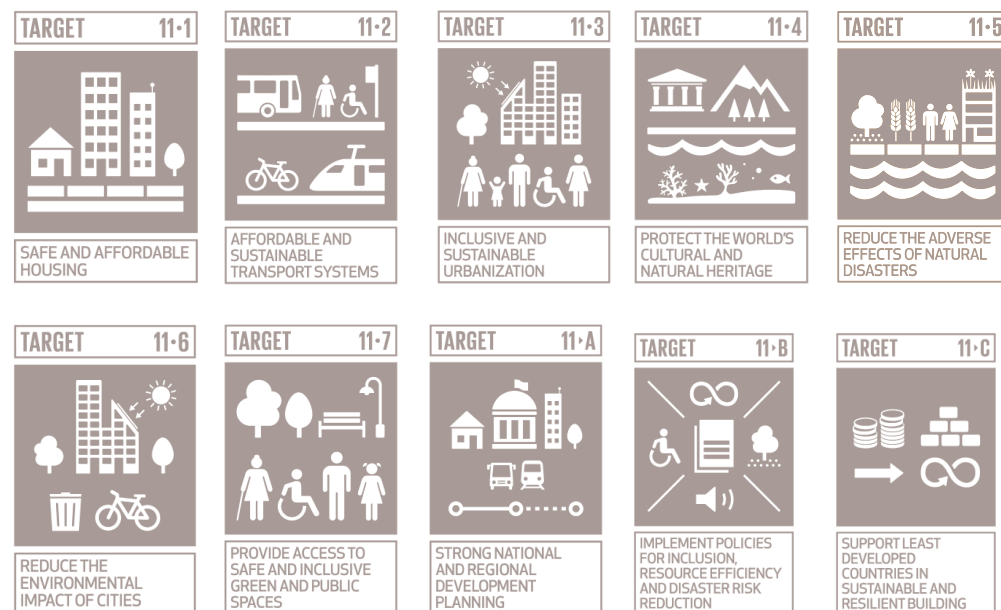 TARGET 11·1
SAFE AND AFFORDABLE
HOUSING
TARGET 11·2
AFFORDABLE AND
SUSTAINABLE
TRANSPORT SYSTEMS
TARGET 11·3
INCLUSIVE AND
SUSTAINABLE
URBANIZATION
TARGET 11·4
PROTECT THE WORLD'S
CULTURAL AND
NATURAL HERITAGE
TARGET 11·5
REDUCE THE ADVERSE
EFFECTS OF NATURAL
DISASTERS
TARGET 11·6
REDUCE THE
ENVIRONMENTAL
IMPACT OF CITIES
TARGET 11·7
PROVIDE ACCESS TO
SAFE AND INCLUSIVE
GREEN AND PUBLIC
SPACES
TARGET 11·A
STRONG NATIONAL
AND REGIONAL
DEVELOPMENT
PLANNING
TARGET 11·B
IMPLEMENT POLICIES
FOR INCLUSION,
RESOURCE EFFICIENCY
AND DISASTER RISK
REDUCTION
TARGET 11·C
SUPPORT LEAST
DEVELOPED
COUNTRIES IN
SUSTAINABLE AND
RESILIENT BUILDING